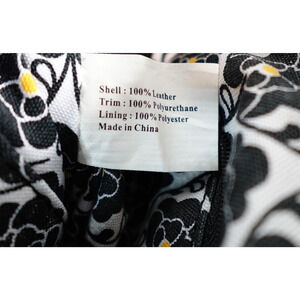 Shell : 100% Leather
Trim : 100% Polyurethane
Lining : 100% Polyester
Made in China